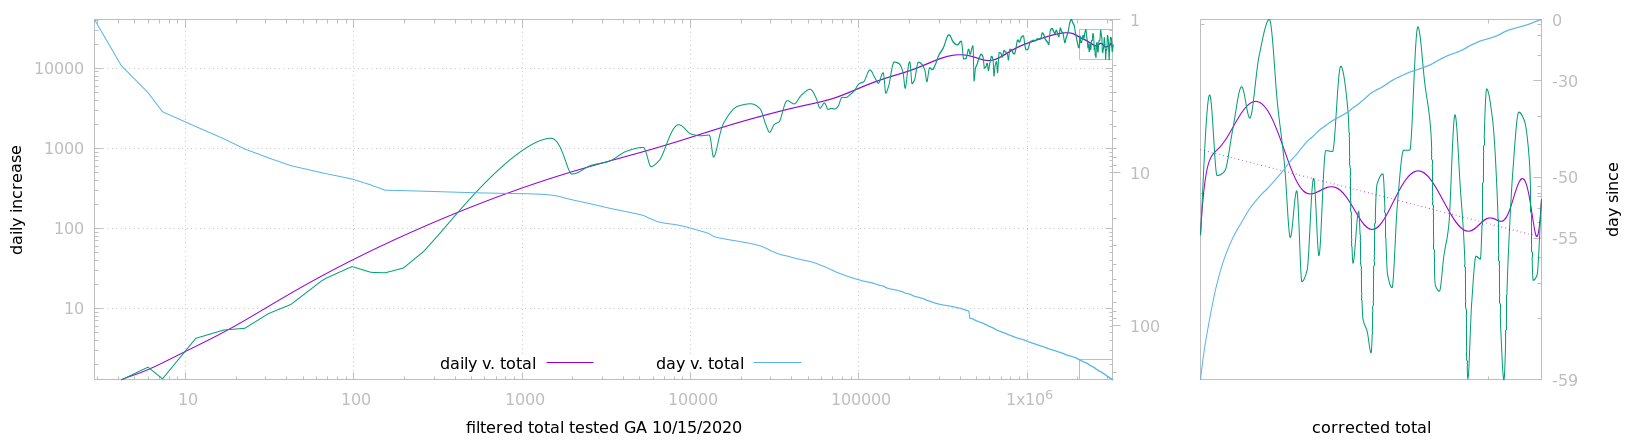 daily increase
10000
1000
100
10
10
100
1000
10000
100000
1x10^6
1
10
100
daily v. total
day v. total
filtered total tested GA 10/15/2020
0
-30
-50
-55
-59
day since
corrected total